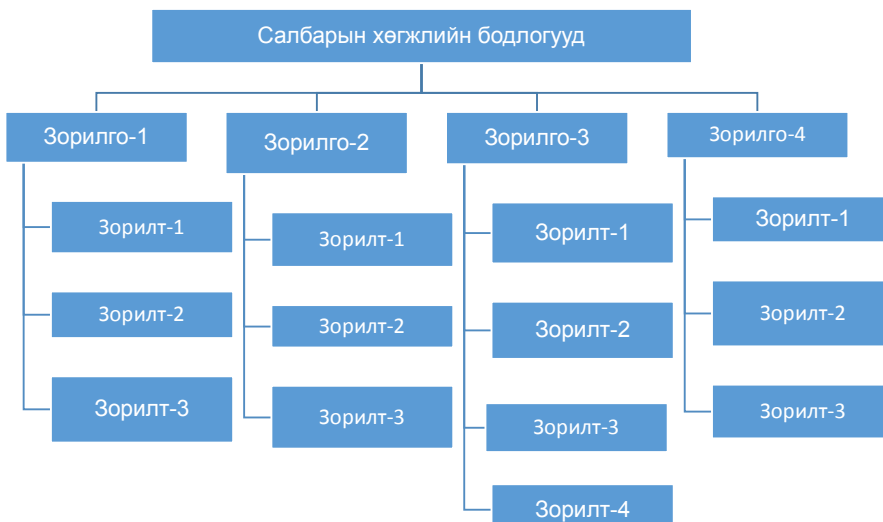 Салбарын хөгжлийн бодлогууд
Зорилго-1
Зорилт-1
Зорилт-2
Зорилт-3
Зорилго-2
Зорилт-1
Зорилт-2
Зорилт-3
Зорилго-3
Зорилт-1
Зорилт-2
Зорилт-3
Зорилт-4
Зорилго-4
Зорилт-1
Зорилт-2
Зорилт-3